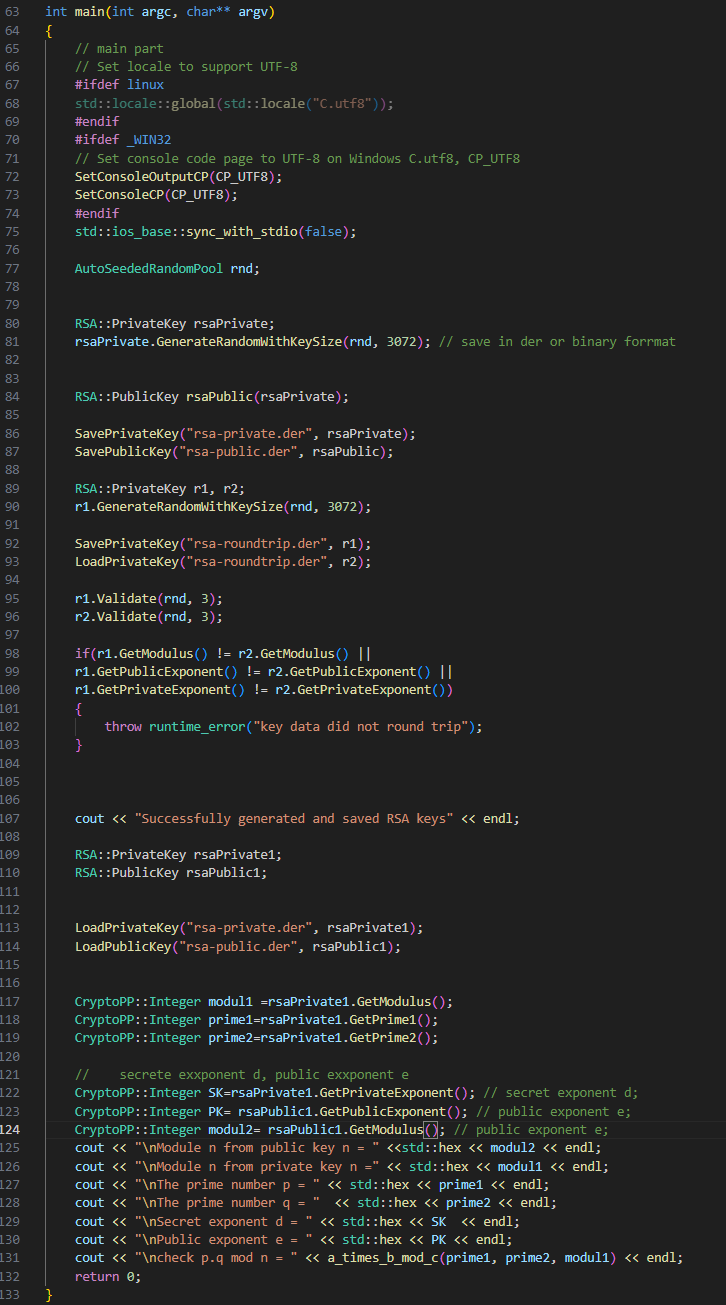 63 int main(int argc, char** argv)
64 {
65     // main part
66     // Set locale to support UTF-8
67     #ifdef linux
68     std::locale::global(std::locale("C.utf8"));
69     #endif
70     #ifdef _WIN32
71     // Set console code page to UTF-8 on Windows C.utf8, CP_UTF8
72     SetConsoleOutputCP(CP_UTF8);
73     SetConsoleCP(CP_UTF8);
74     #endif
75     std::ios_base::sync_with_stdio(false);
76
77     AutoSeededRandomPool rnd;
78
79
80     RSA::PrivateKey rsaPrivate;
81     rsaPrivate.GenerateRandomWithKeySize(rnd, 3072); // save in der or binary forrmat
82
83
84     RSA::PublicKey rsaPublic(rsaPrivate);
85
86     SavePrivateKey("rsa-private.der", rsaPrivate);
87     SavePublicKey("rsa-public.der", rsaPublic);
88
89     RSA::PrivateKey r1, r2;
90     r1.GenerateRandomWithKeySize(rnd, 3072);
91
92     SavePrivateKey("rsa-roundtrip.der", r1);
93     LoadPrivateKey("rsa-roundtrip.der", r2);
94
95     r1.Validate(rnd, 3);
96     r2.Validate(rnd, 3);
97
98     if(r1.GetModulus() != r2.GetModulus() ||
99     r1.GetPublicExponent() != r2.GetPublicExponent() ||
100     r1.GetPrivateExponent() != r2.GetPrivateExponent())
101     {
102         throw runtime_error("key data did not round trip");
103     }
104
105
106
107     cout << "Successfully generated and saved RSA keys" << endl;
108
109     RSA::PrivateKey rsaPrivate1;
110     RSA::PublicKey rsaPublic1;
111
112
113     LoadPrivateKey("rsa-private.der", rsaPrivate1);
114     LoadPublicKey("rsa-public.der", rsaPublic1);
115
116
117     CryptoPP::Integer modul1 =rsaPrivate1.GetModulus();
118     CryptoPP::Integer prime1=rsaPrivate1.GetPrime1();
119     CryptoPP::Integer prime2=rsaPrivate1.GetPrime2();
120
121     //    secrete exxponent d, public exxponent e
122     CryptoPP::Integer SK=rsaPrivate1.GetPrivateExponent(); // secret exponent d;
123     CryptoPP::Integer PK= rsaPublic1.GetPublicExponent(); // public exponent e;
124     CryptoPP::Integer modul2= rsaPublic1.GetModulus(); // public exponent e;
125     cout << "\nModule n from public key n = " <<std::hex << modul2 << endl;
126     cout << "\nModule n from private key n =" << std::hex << modul1 << endl;
127     cout << "\nThe prime number p = " << std::hex << prime1 << endl;
128     cout << "\nThe prime number q = "  << std::hex << prime2 << endl;
129     cout << "\nSecret exponent d = " << std::hex << SK  << endl;
130     cout << "\nPublic exponent e = " << std::hex << PK << endl;
131     cout << "\ncheck p.q mod n = " << a_times_b_mod_c(prime1, prime2, modul1) << endl;
132     return 0;
133 }